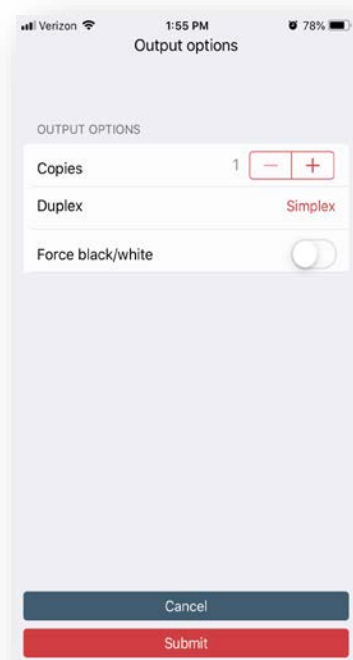 Verizon 1:55 PM 78%
Output options
OUTPUT OPTIONS
Copies 1 − +
Duplex Simplex
Force black/white
Cancel
Submit